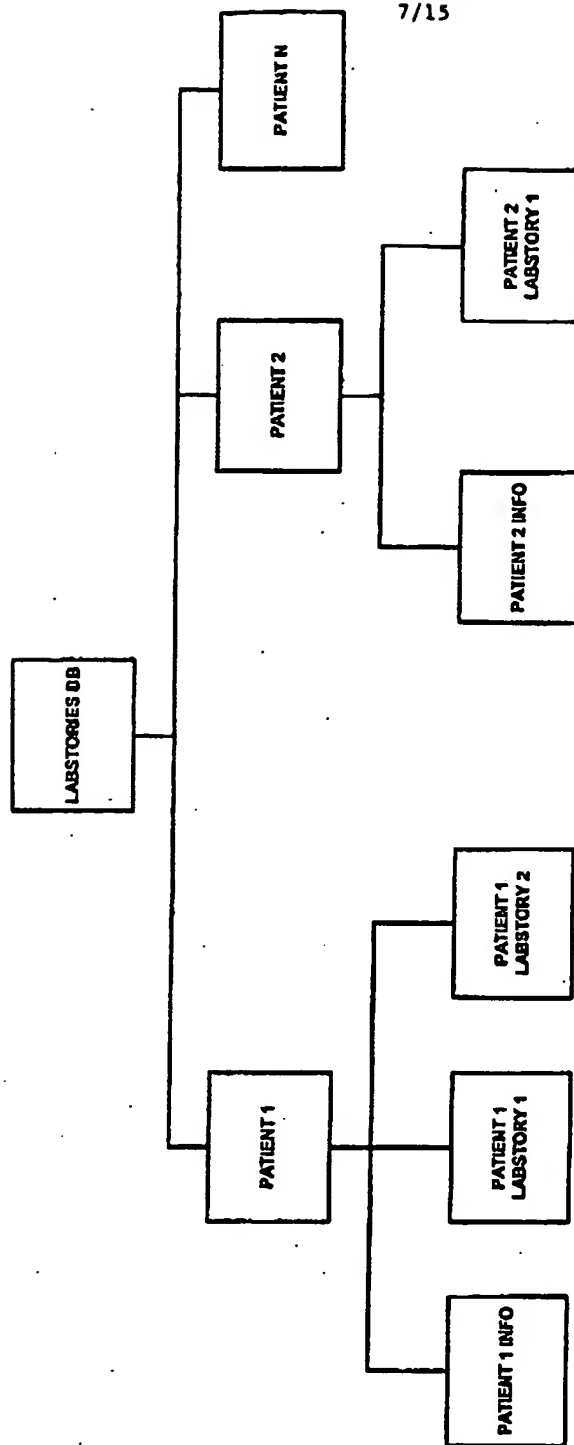 7/15
LABSTORIES DB
PATIENT 1
PATIENT 2
PATIENT N
PATIENT 1 INFO
PATIENT 1
LABSTORY 1
PATIENT 1
LABSTORY 2
PATIENT 2 INFO
PATIENT 2
LABSTORY 1